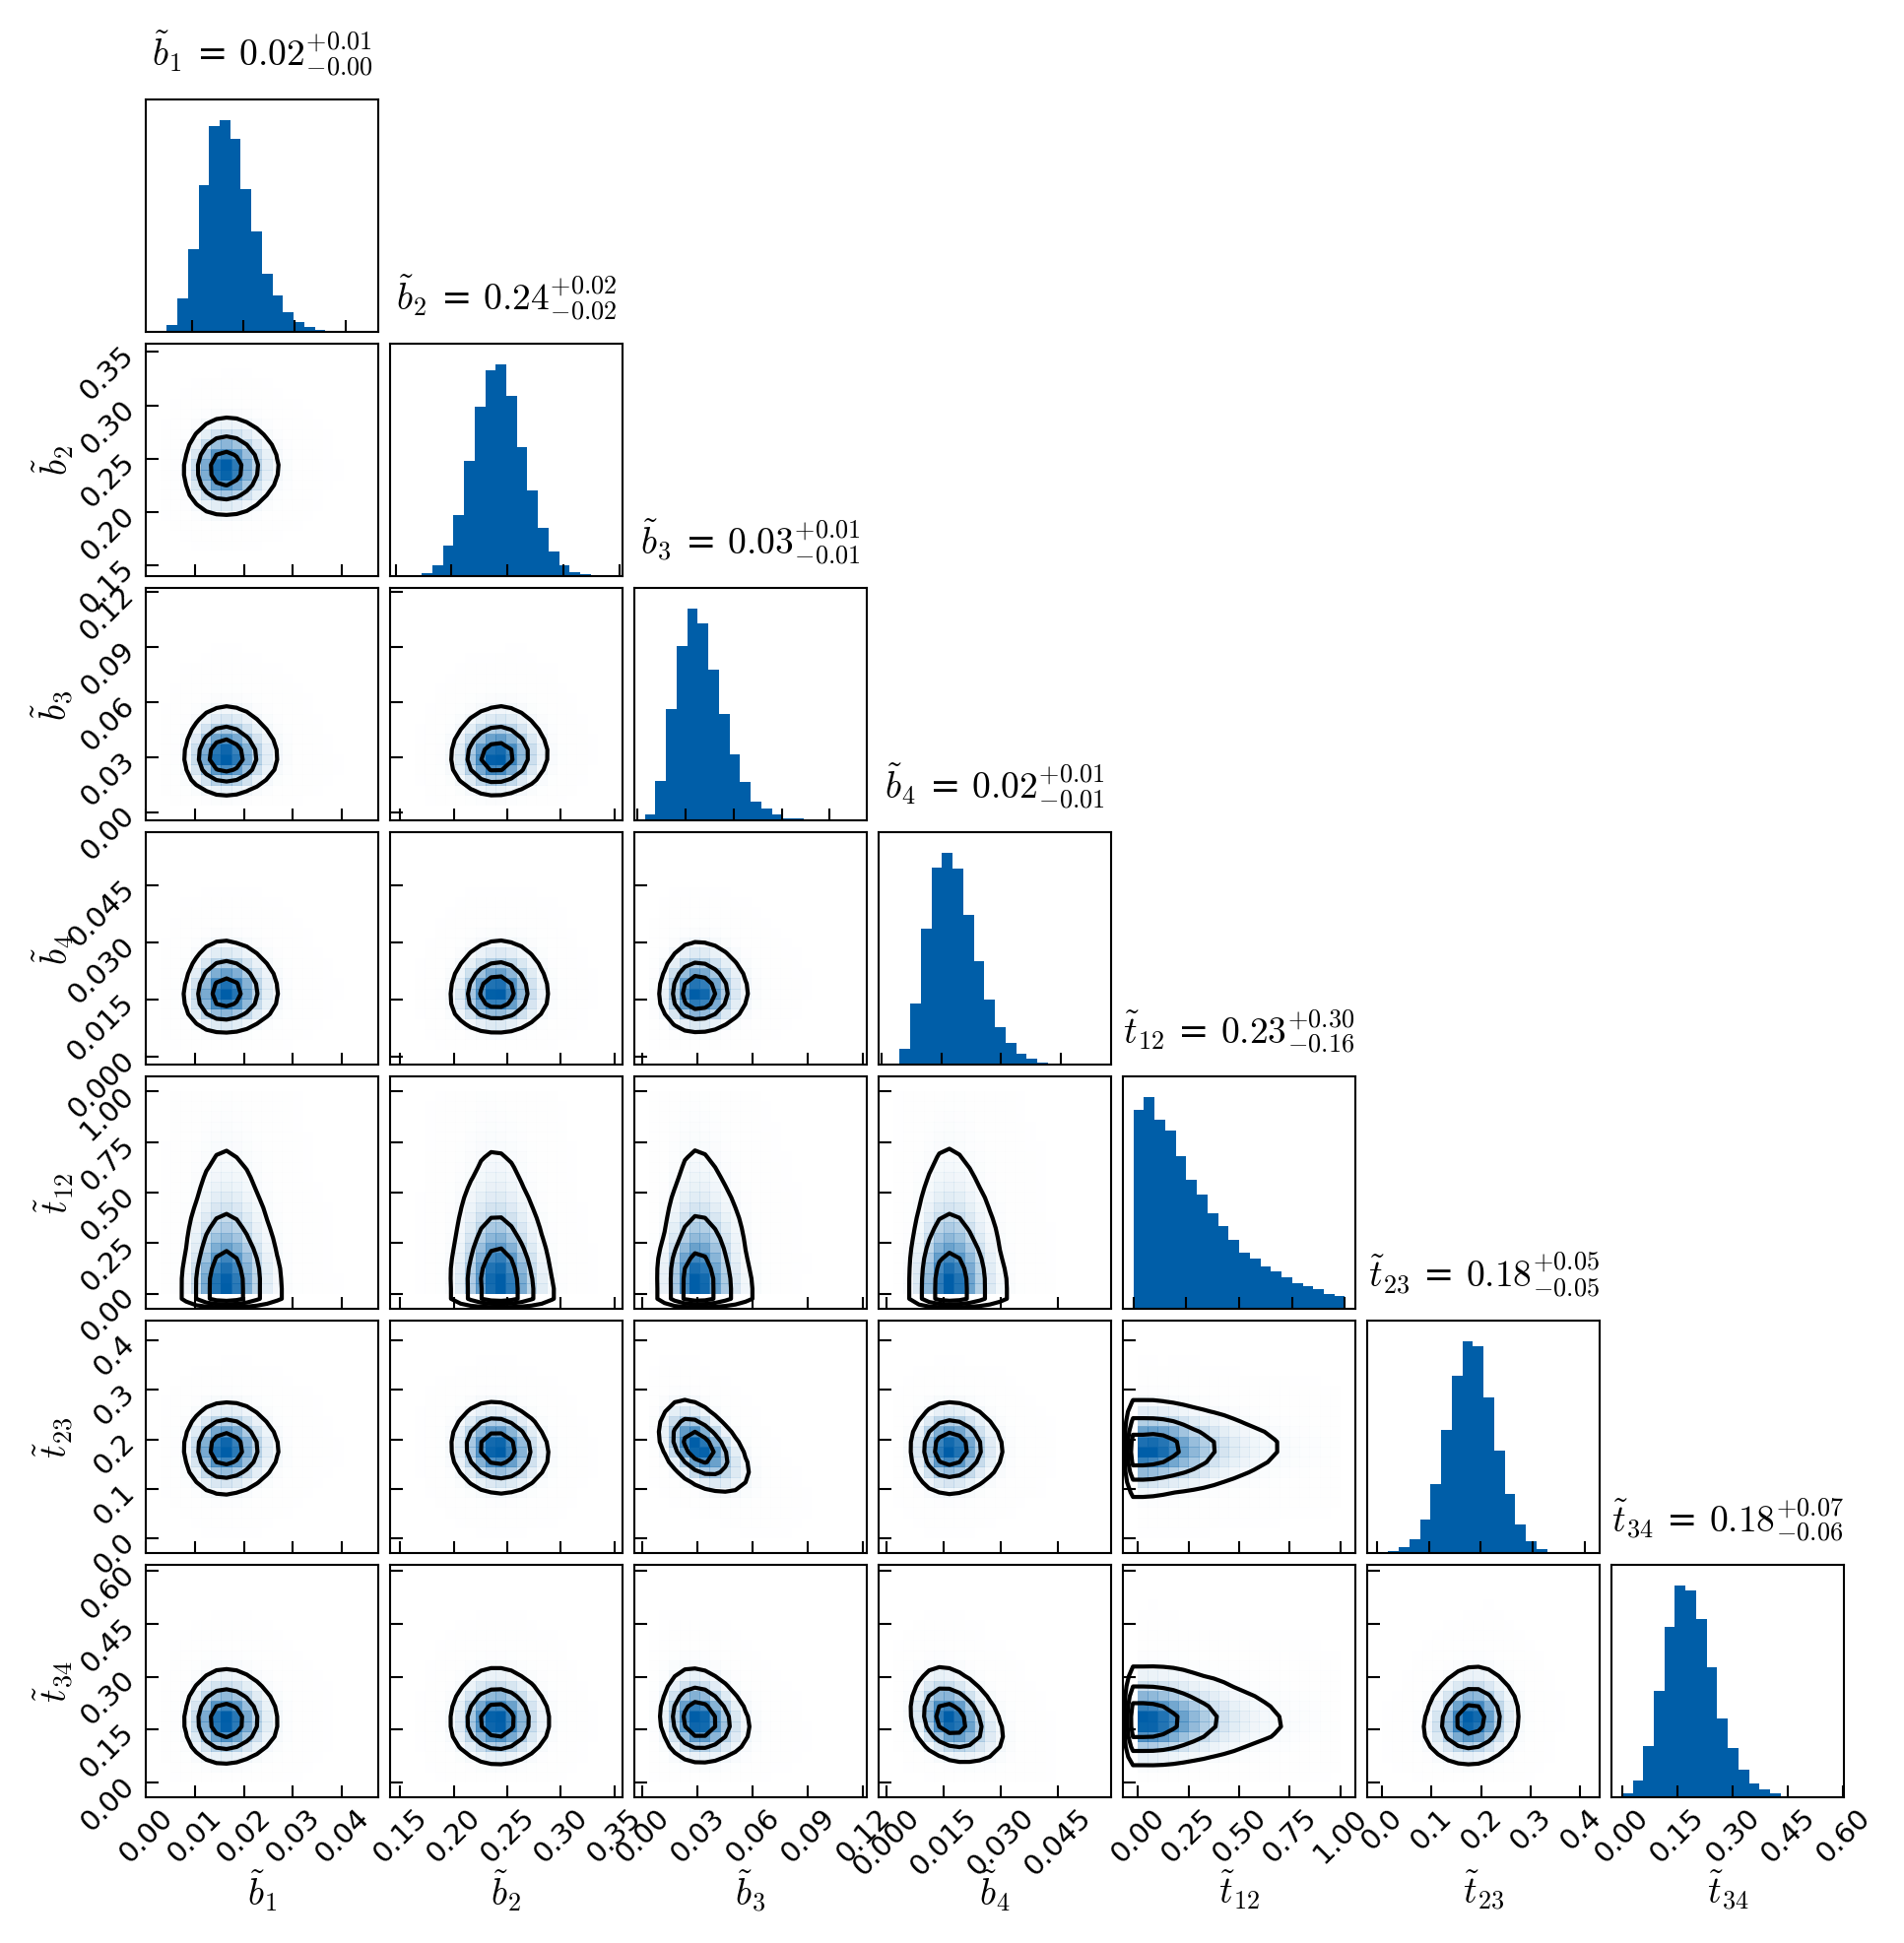 b̃₁ = 0.02⁺⁰·⁰¹₋₀.₀₀
b̃₂ = 0.24⁺⁰·⁰²₋₀.₀₂
b̃₃ = 0.03⁺⁰·⁰¹₋₀.₀₁
b̃₄ = 0.02⁺⁰·⁰¹₋₀.₀₁
t̃₁₂ = 0.23⁺⁰·³⁰₋₀.₁₆
t̃₂₃ = 0.18⁺⁰·⁰⁵₋₀.₀₅
t̃₃₄ = 0.18⁺⁰·⁰⁷₋₀.₀₆
b̃₂
0.35
0.30
0.25
0.20
0.15
b̃₃
0.12
0.09
0.06
0.03
0.00
b̃₄
0.045
0.030
0.015
0.000
t̃₁₂
1.00
0.75
0.50
0.25
0.00
t̃₂₃
0.4
0.3
0.2
0.1
0.0
t̃₃₄
0.60
0.45
0.30
0.15
0.00
0.00 0.01 0.02 0.03 0.04
0.15 0.20 0.25 0.30 0.35
0.00 0.03 0.06 0.09 0.12
0.000 0.015 0.030 0.045
0.00 0.25 0.50 0.75 1.00
0.0 0.1 0.2 0.3 0.4
0.00 0.15 0.30 0.45 0.60
b̃₁
b̃₂
b̃₃
b̃₄
t̃₁₂
t̃₂₃
t̃₃₄